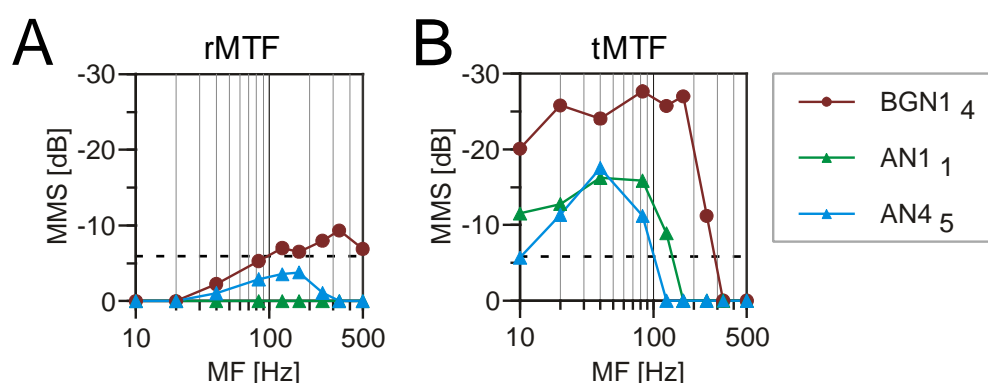 A
rMTF
-30
-20
-10
0
MMS [dB]
10
100
500
MF [Hz]
B
tMTF
-30
-20
-10
0
MMS [dB]
10
100
500
MF [Hz]
BGN1 4
AN1 1
AN4 5